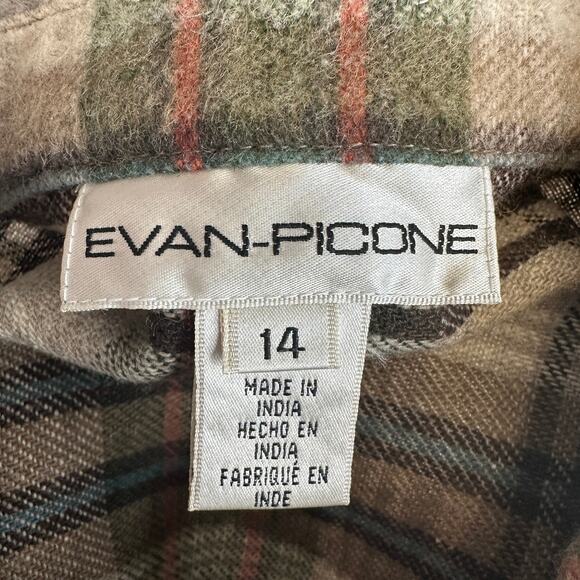 EVAN-PICONE
14
MADE IN
INDIA
HECHO EN
INDIA
FABRIQUÉ EN
INDE